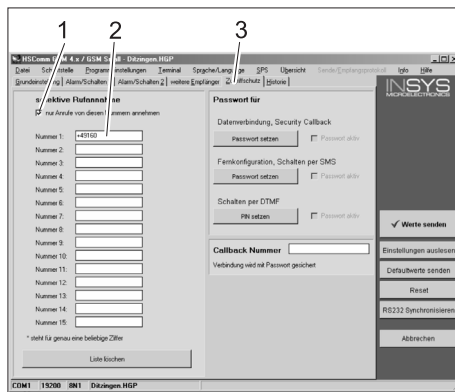 1 2 3
HSComm EGM 4.x / GSM Small - Ditzingen.HGP
Datei Schnittstelle Programmeinstellungen Terminal Sprache/Language SPS Übersicht Sende/Empfangsprotokoll Info Hilfe
Grundeinstellung Alarm/Schalten 1 Alarm/Schalten 2 weitere Empfänger Zugriffschutz Historie
INSYS
MICROELECTRONICS
selektive Rufannahme
nur Anrufe von diesen Nummern annehmen
Nummer 1: +49160
Nummer 2:
Nummer 3:
Nummer 4:
Nummer 5:
Nummer 6:
Nummer 7:
Nummer 8:
Nummer 9:
Nummer 10:
Nummer 11:
Nummer 12:
Nummer 13:
Nummer 14:
Nummer 15:
* steht für genau eine beliebige Ziffer
Liste löschen
Passwort für
Datenverbindung, Security Callback
Passwort setzen Passwort aktiv
Fernkonfiguration, Schalten per SMS
Passwort setzen Passwort aktiv
Schalten per DTMF
PIN setzen Passwort aktiv
Callback Nummer
Verbindung wird mit Passwort gesichert
Werte senden
Einstellungen auslesen
Defaultwerte senden
Reset
RS232 Synchronisieren
Abbrechen
COM1 19200 8N1 Ditzingen.HGP